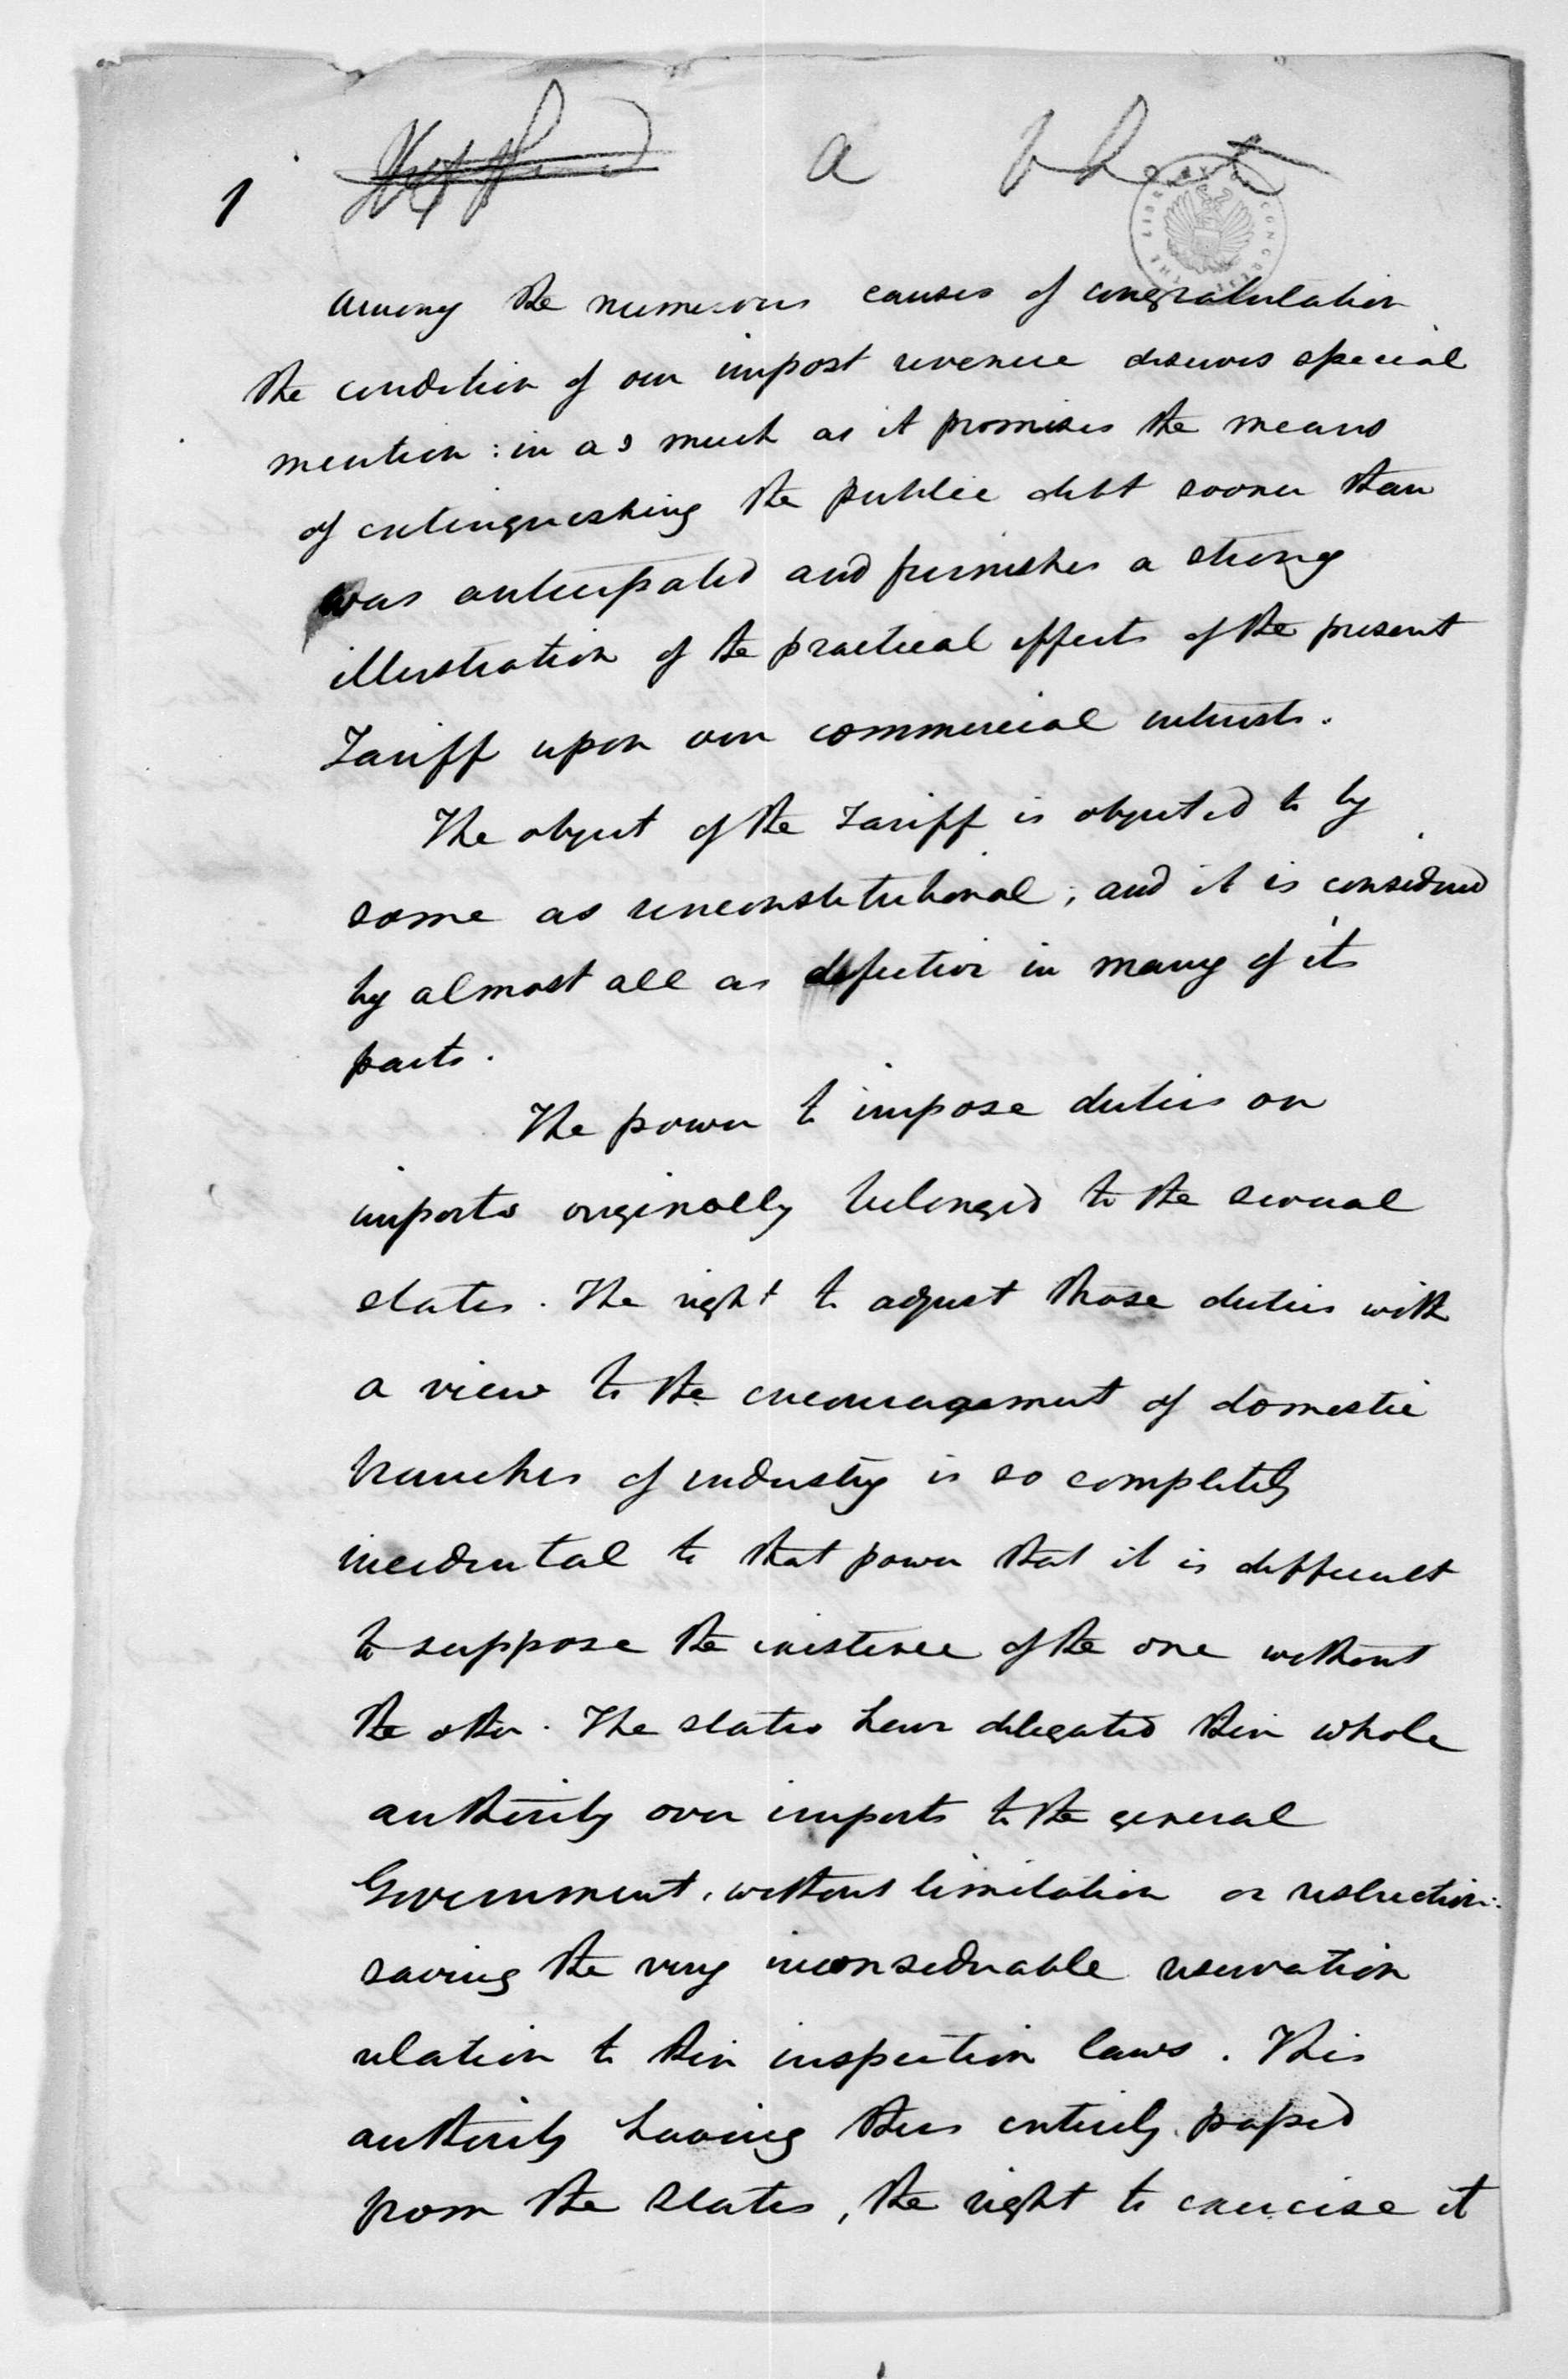 1 a
Among the numerous causes of congratulation
the condition of our impost revenue deserves special
mention: in as much as it promises the means
of extinguishing the public debt sooner than
was anticipated and furnishes a strong
illustration of the practical effects of the present
Tariff upon our commercial interests.
The object of the Tariff is objected to by
some as unconstitutional; and it is considered
by almost all as defective in many of its
parts.
The power to impose duties on
imports originally belonged to the several
states. The right to adjust those duties with
a view to the encouragement of domestic
branches of industry is so completely
incidental to that power that it is difficult
to suppose the existence of the one without
the other. The states have delegated their whole
authority over imports to the general
Government, without limitation or restriction:
saving the very inconsiderable reservation
relation to their inspection laws. This
authority having thus entirely passed
from the States, the right to exercise it